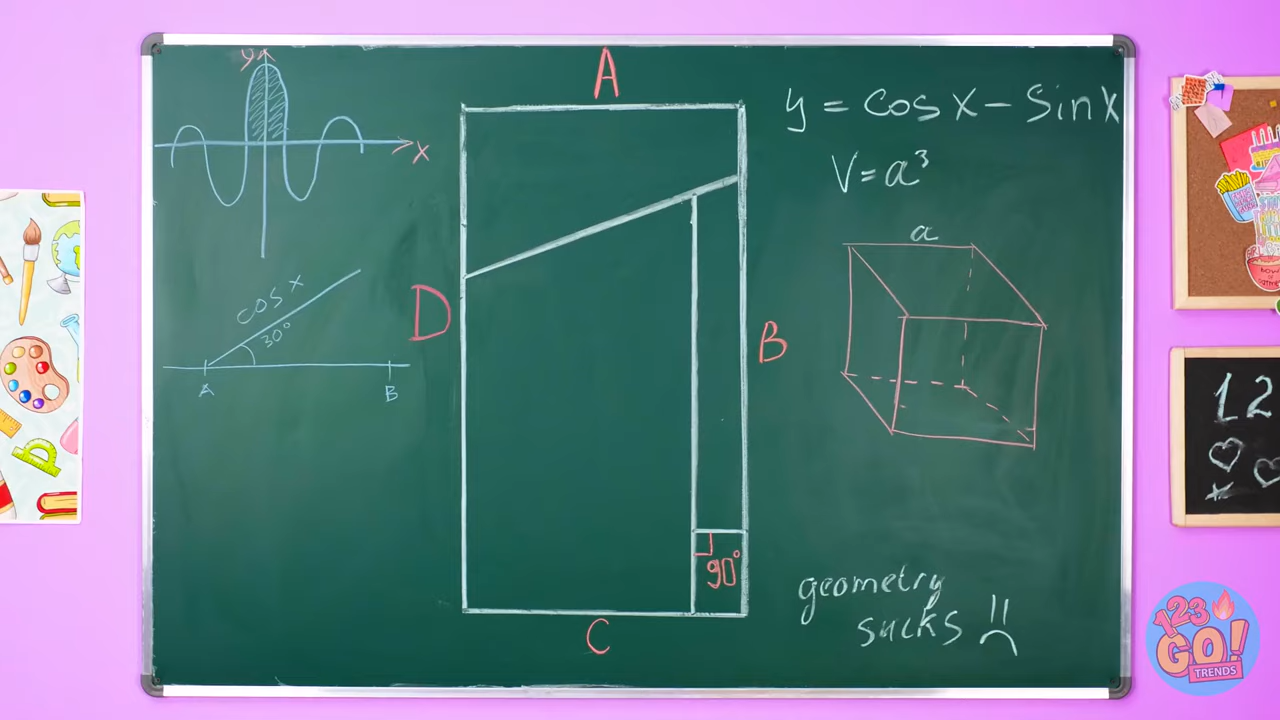 y
x
cos x
30°
A
B
A
D
B
C
90°
y = cos x - sin x
V = a³
a
geometry
sucks
12
123
GO!
TRENDS